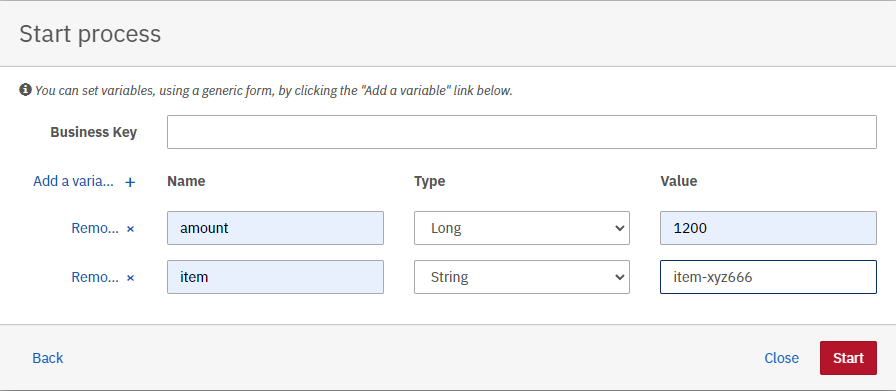 Start process
You can set variables, using a generic form, by clicking the "Add a variable" link below.
Business Key
Add a varia... + Name Type Value
Remo... × amount Long 1200
Remo... × item String item-xyz666
Back Close Start